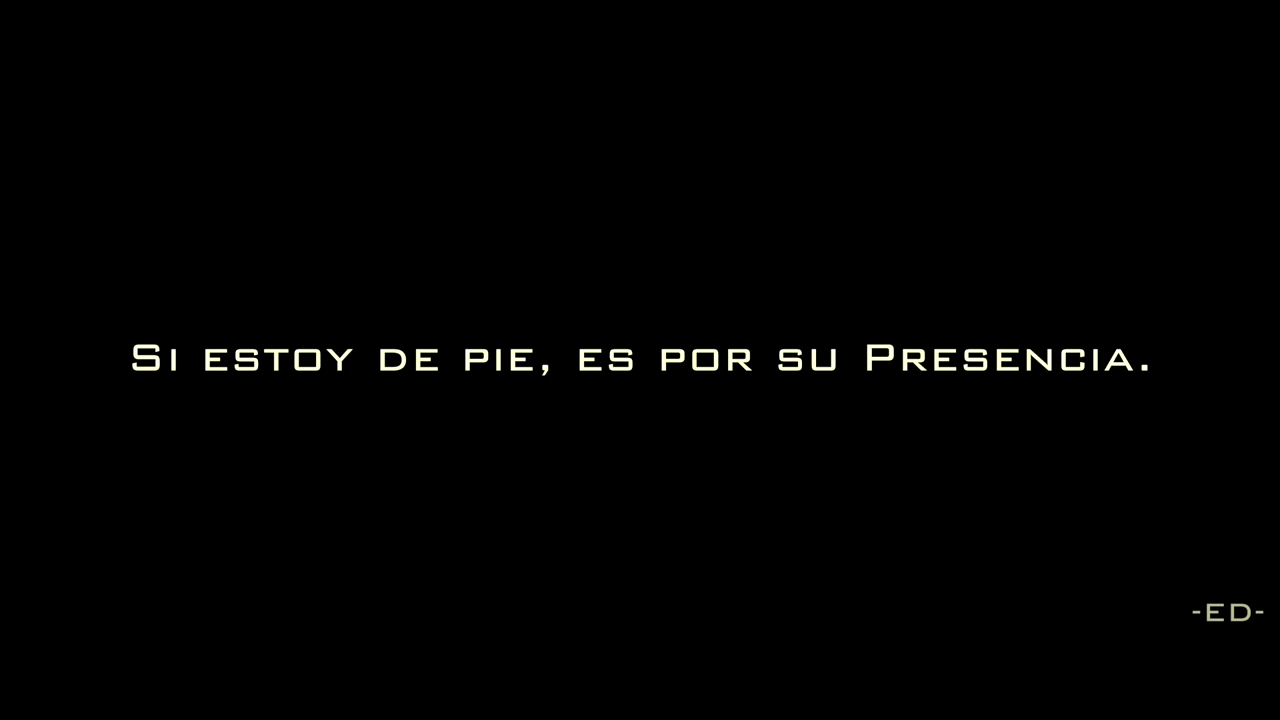 Si estoy de pie, es por su Presencia.
-ED-